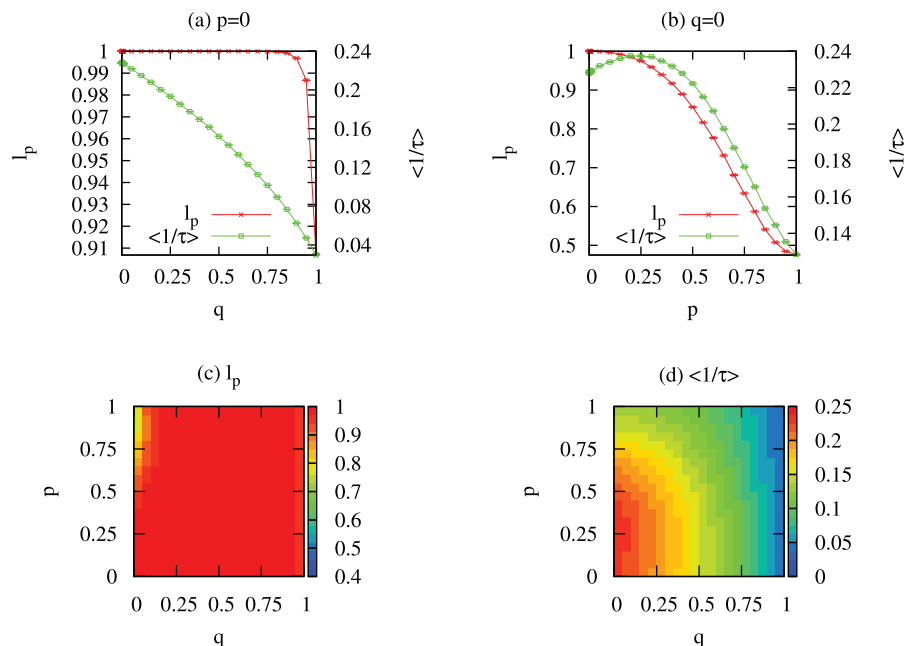 (a) p=0
1
0.99
0.98
0.97
0.96
0.95
0.94
0.93
0.92
0.91
l_p
0.24
0.2
0.16
0.12
0.08
0.04
<1/τ>
l_p
<1/τ>
0 0.25 0.5 0.75 1
q
(b) q=0
1
0.9
0.8
0.7
0.6
0.5
l_p
0.24
0.22
0.2
0.18
0.16
0.14
<1/τ>
l_p
<1/τ>
0 0.25 0.5 0.75 1
p
(c) l_p
1
0.75
0.5
0.25
0
p
1
0.9
0.8
0.7
0.6
0.5
0.4
0 0.25 0.5 0.75 1
q
(d) <1/τ>
1
0.75
0.5
0.25
0
p
0.25
0.2
0.15
0.1
0.05
0
0 0.25 0.5 0.75 1
q